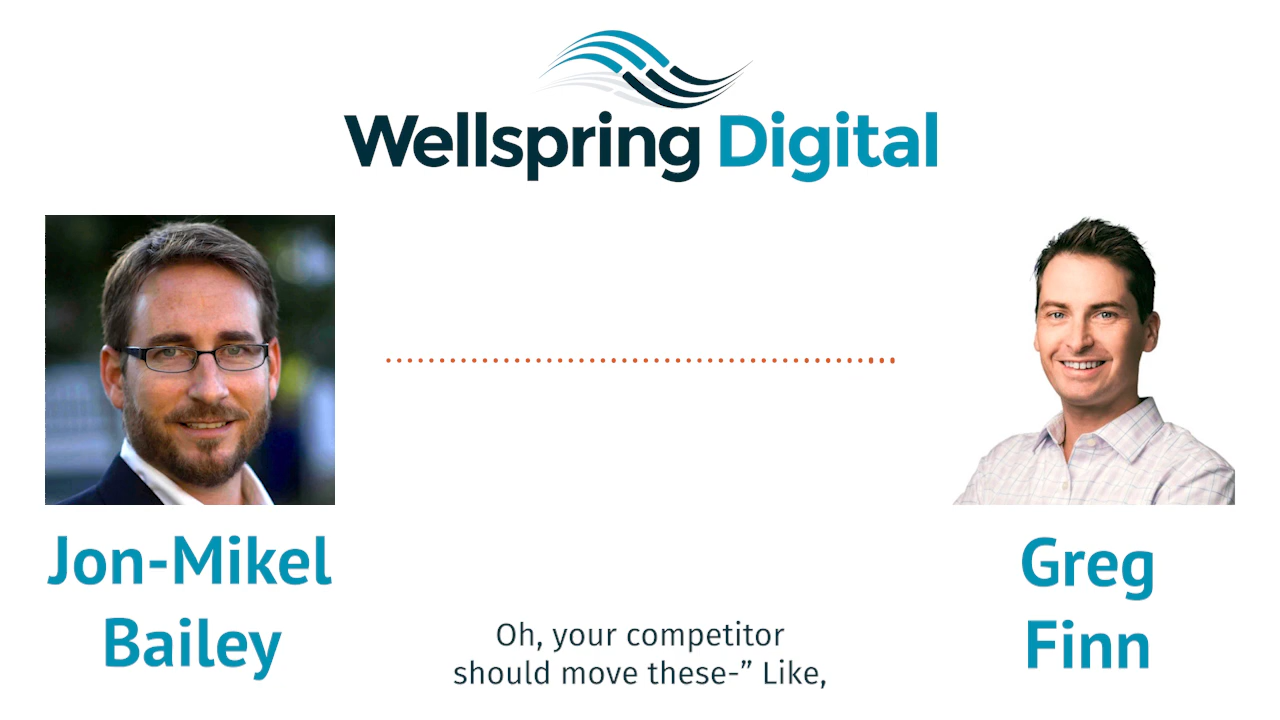 Wellspring Digital
Jon-Mikel
Bailey
Greg
Finn
Oh, your competitor
should move these-” Like,